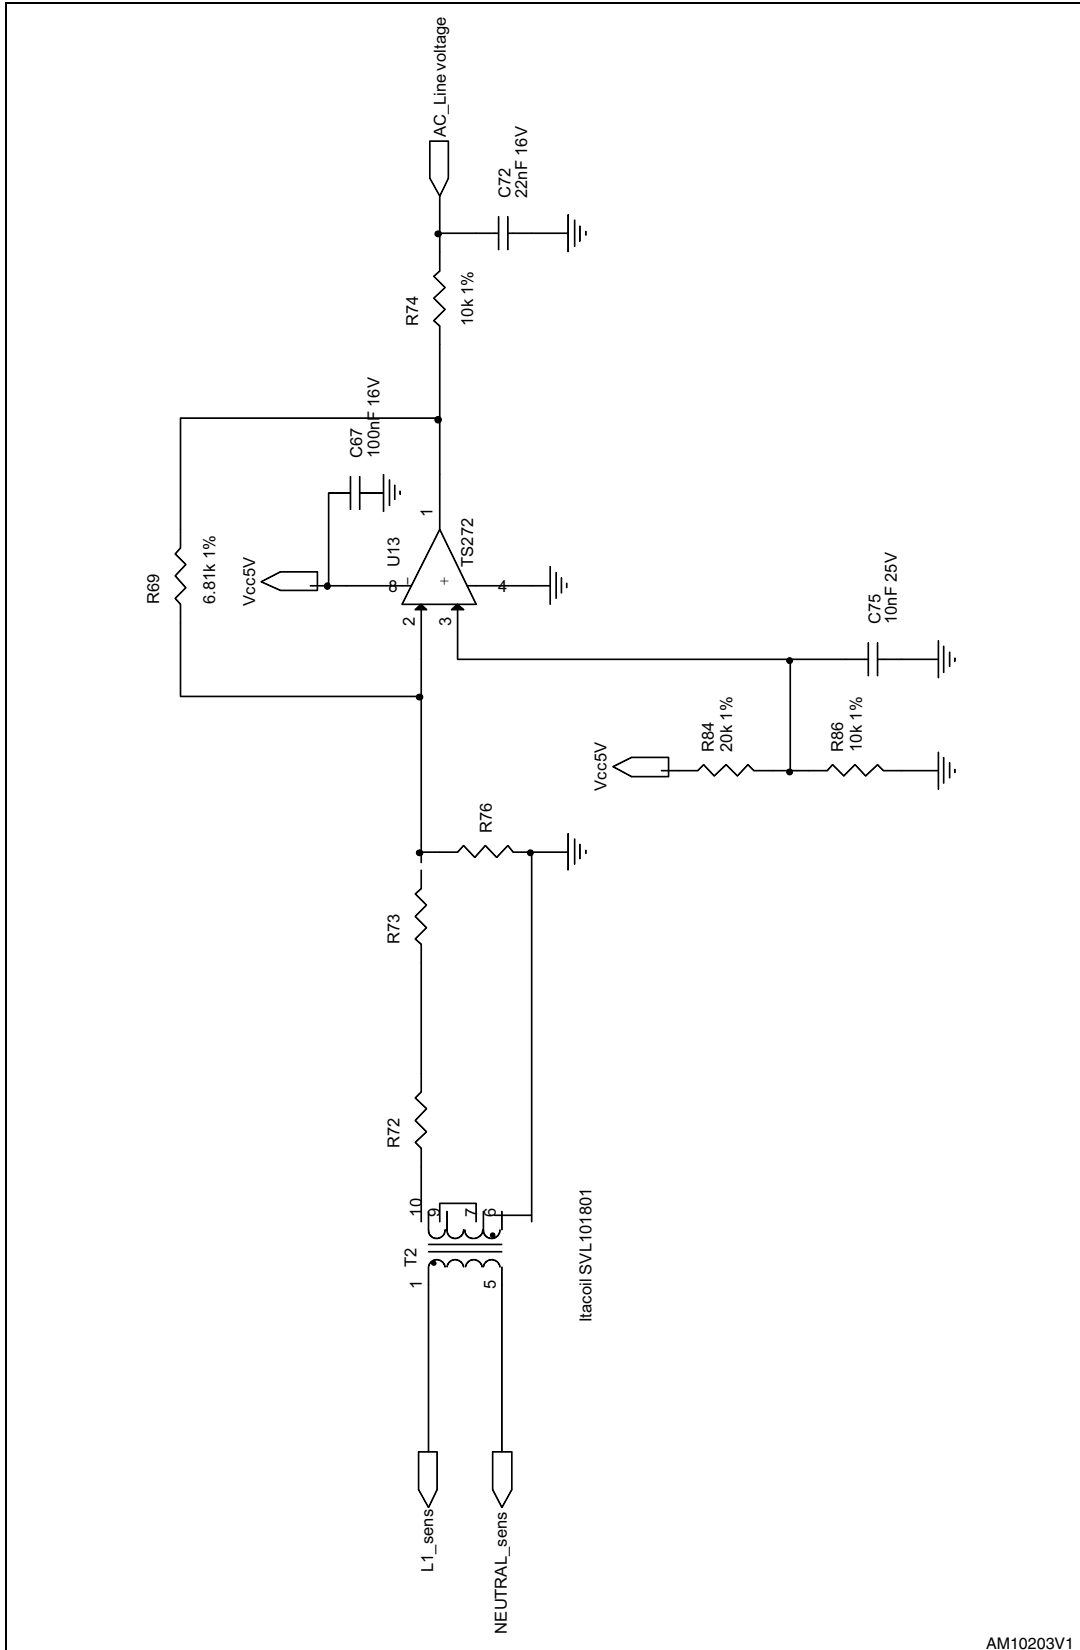 AC_Line voltage
C72
22nF 16V
R74
10k 1%
C67
100nF 16V
1
U13
TS272
R69
6.81k 1%
Vcc5V
8
−
+
4
2
3
C75
10nF 25V
R84
20k 1%
R86
10k 1%
Vcc5V
R76
R73
R72
10
9
7
6
T2
1
5
Itacoil SVL101801
L1_sens
NEUTRAL_sens
AM10203V1